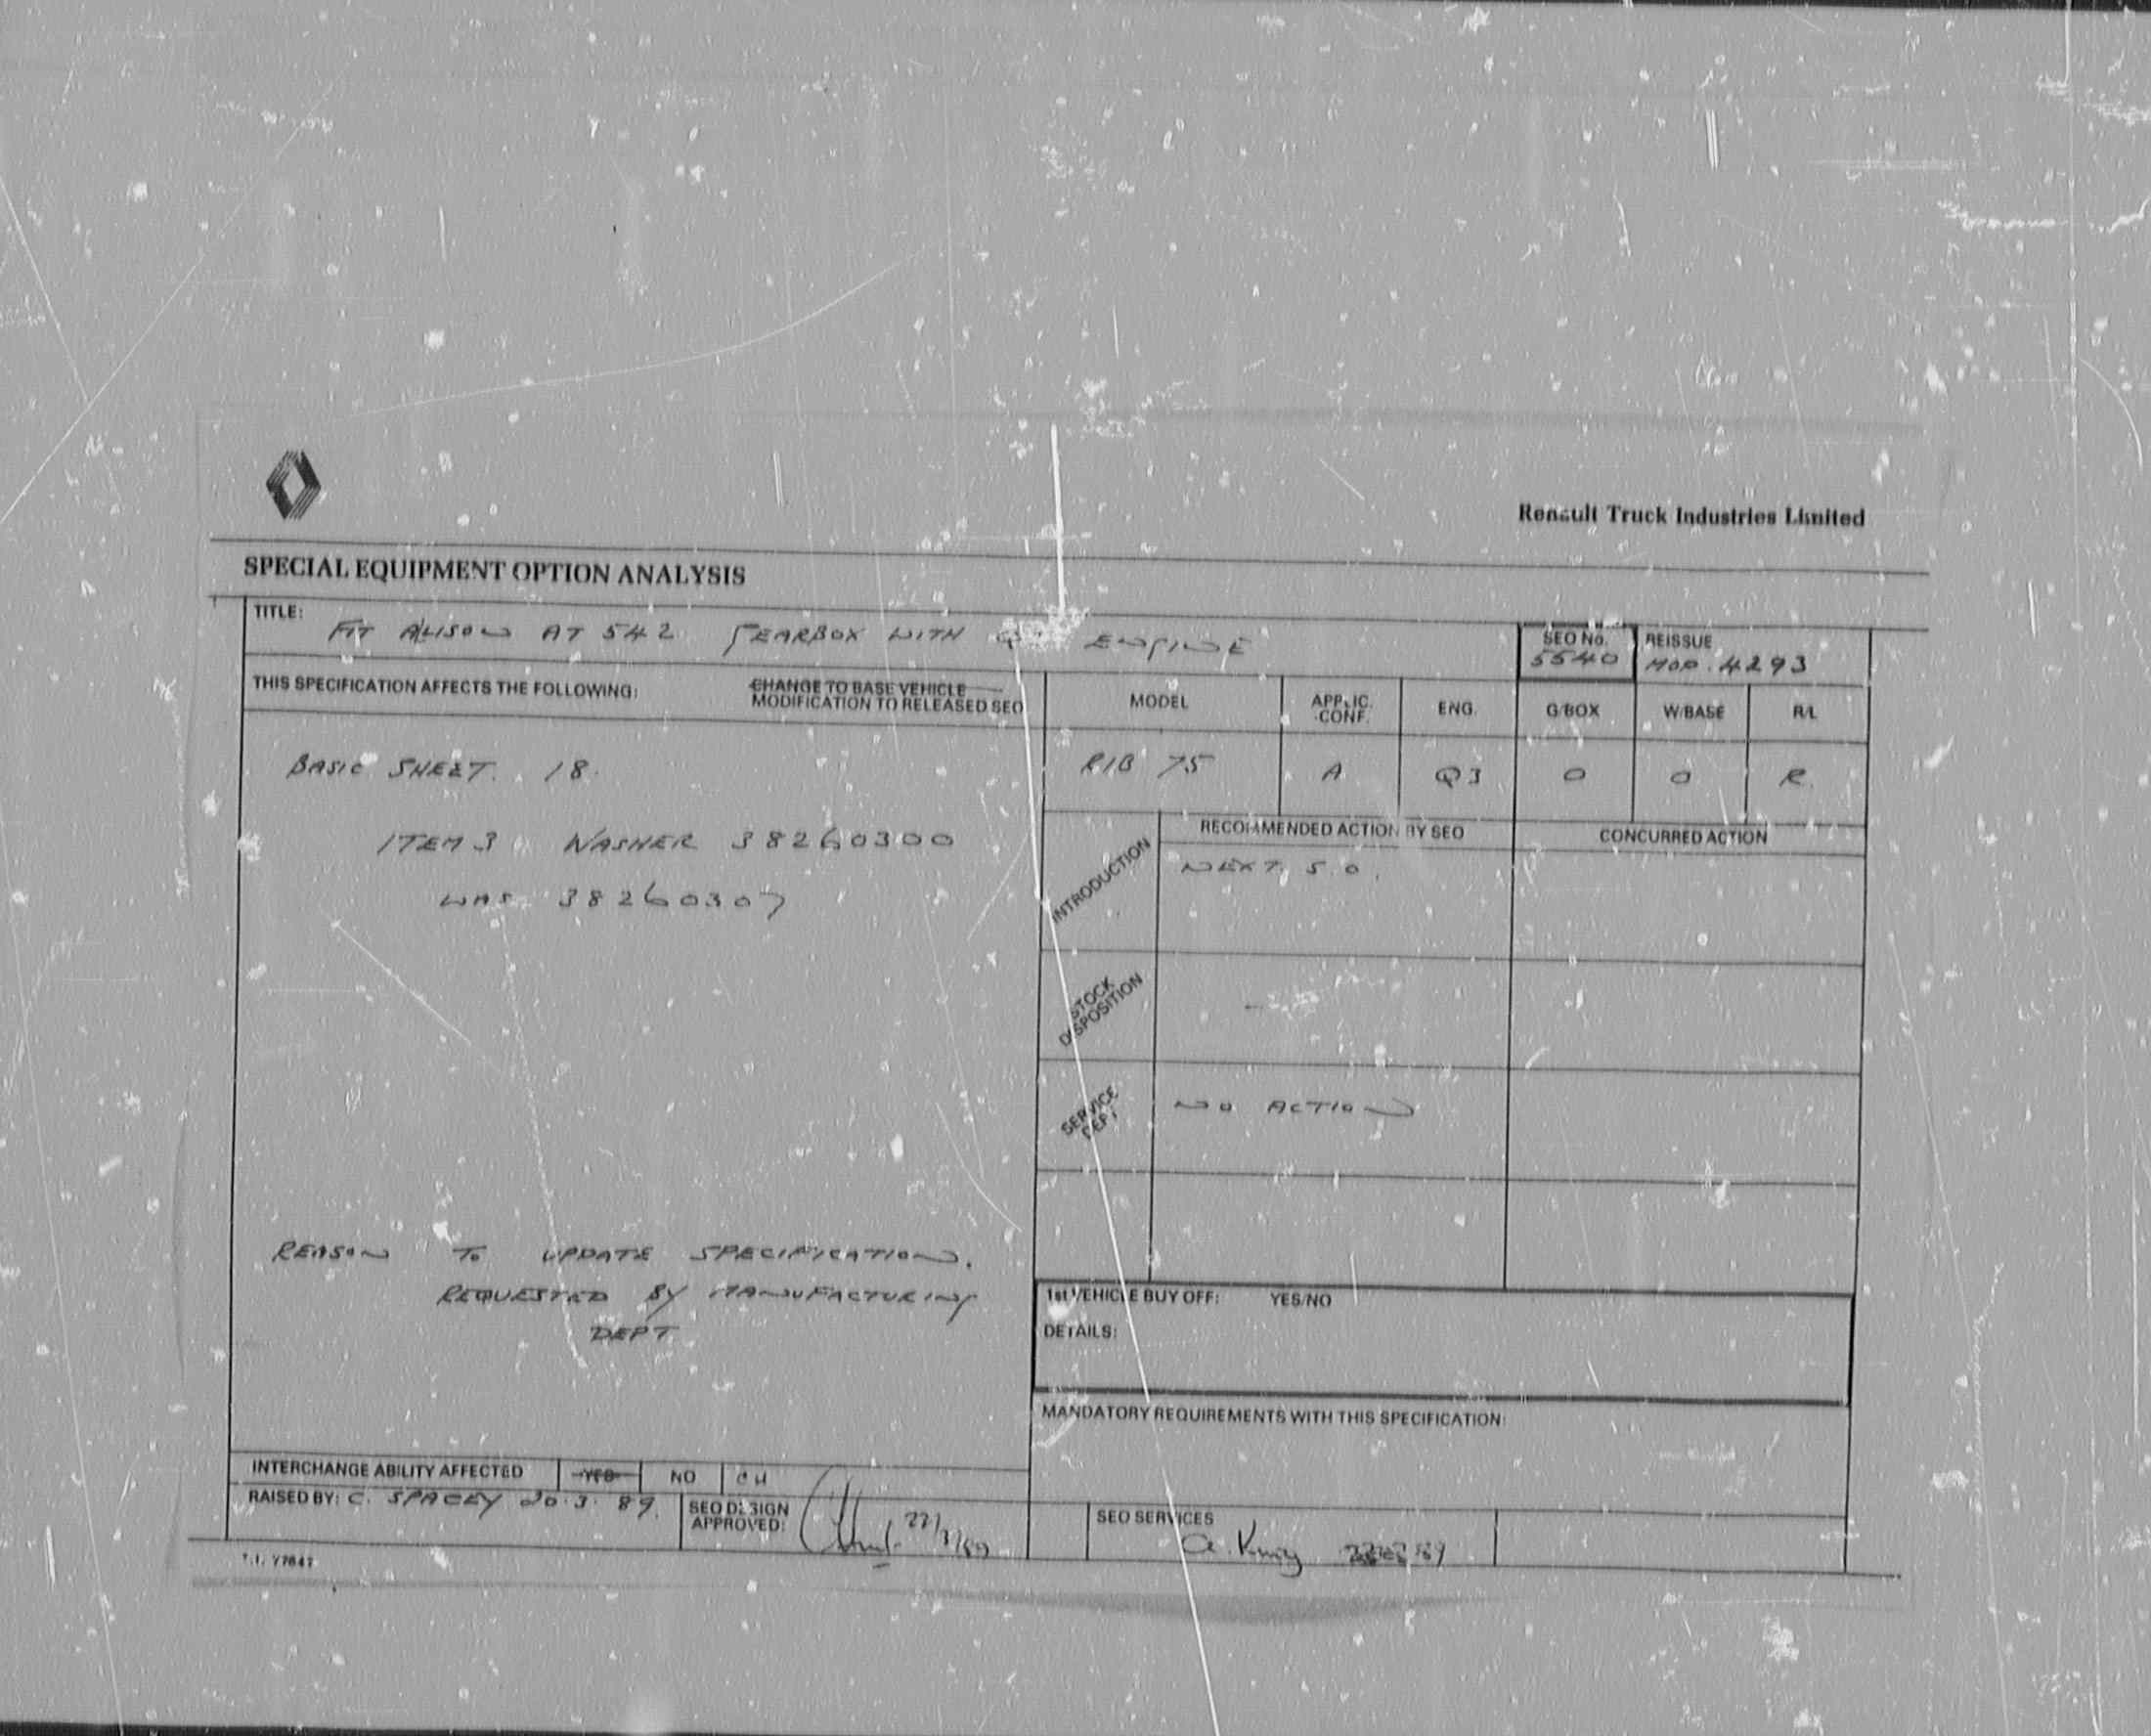 Renault Truck Industries Limited
SPECIAL EQUIPMENT OPTION ANALYSIS
TITLE:
FIT ALISON AT 542 GEARBOX WITH ENGINE
SEO No.
5540
REISSUE
MOD. 4293
THIS SPECIFICATION AFFECTS THE FOLLOWING:
CHANGE TO BASE VEHICLE
MODIFICATION TO RELEASED SEO
MODEL
APPLIC. CONF.
ENG.
G/BOX
W/BASE
R/L
RIB 75
A
Q3
0
0
R
BASIC SHEET. 18.
ITEM 3 WASHER 38260300
WAS 38260307
RECOMMENDED ACTION BY SEO
CONCURRED ACTION
INTRODUCTION
NEXT S.O.
STOCK DISPOSITION
SERVICE DEPT
NO ACTION
REASON TO UPDATE SPECIFICATION.
REQUESTED BY MANUFACTURING
DEPT
1st VEHICLE BUY OFF: YES/NO
DETAILS:
MANDATORY REQUIREMENTS WITH THIS SPECIFICATION:
INTERCHANGE ABILITY AFFECTED
YES
NO
RAISED BY: C. SPACEY 20.3.89.
SEO DESIGN
APPROVED:
SEO SERVICES
a. King